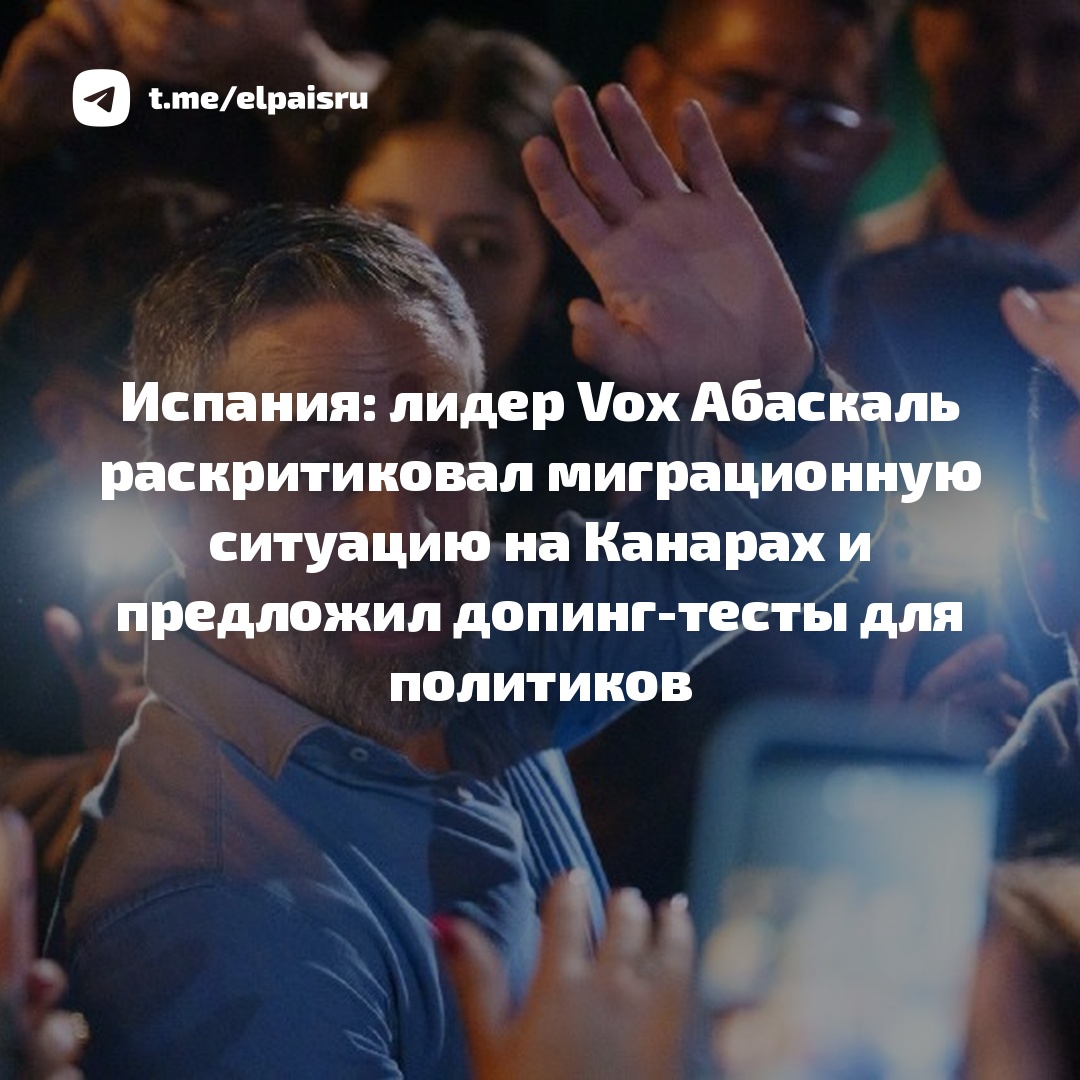 t.me/elpaisru
Испания: лидер Vox Абаскаль
раскритиковал миграционную
ситуацию на Канарах и
предложил допинг-тесты для
политиков